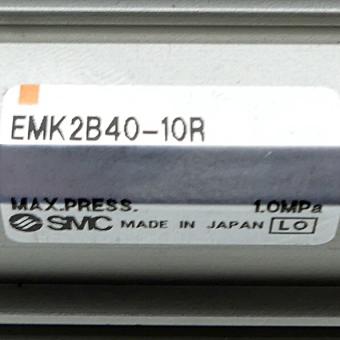 EMK2B40-10R
MAX.PRESS. 1.0MPa
SMC MADE IN JAPAN LO